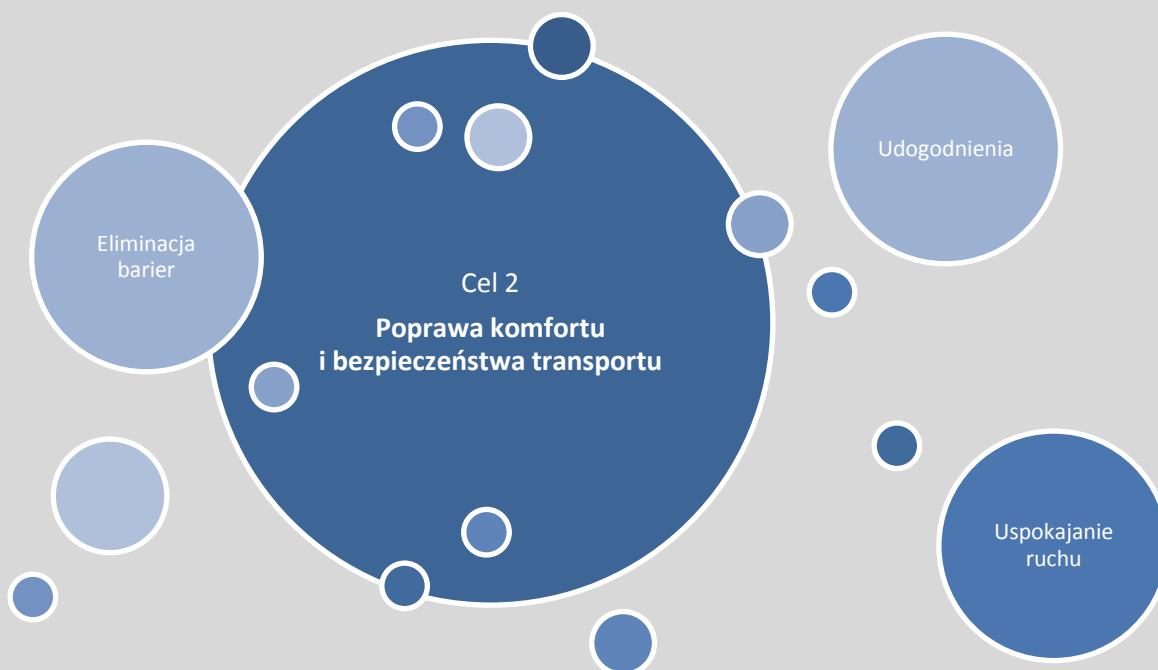 Udogodnienia
Eliminacja
barier
Cel 2
Poprawa komfortu
i bezpieczeństwa transportu
Uspokajanie
ruchu